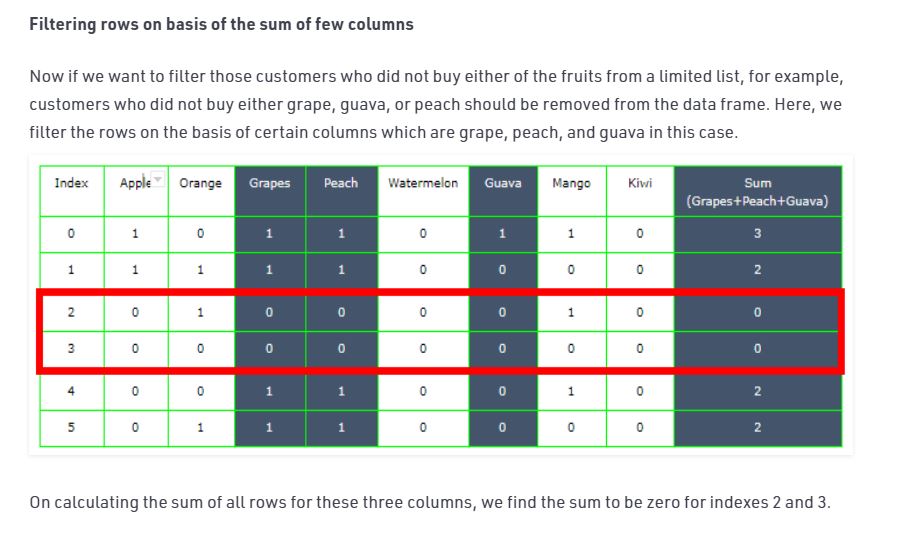 Filtering rows on basis of the sum of few columns
Now if we want to filter those customers who did not buy either of the fruits from a limited list, for example,
customers who did not buy either grape, guava, or peach should be removed from the data frame. Here, we
filter the rows on the basis of certain columns which are grape, peach, and guava in this case.
Index Apple Orange Grapes Peach Watermelon Guava Mango Kiwi Sum
(Grapes+Peach+Guava)
0 1 0 1 1 0 1 1 0 3
1 1 1 1 1 0 0 0 0 2
2 0 1 0 0 0 0 1 0 0
3 0 0 0 0 0 0 0 0 0
4 0 0 1 1 0 0 1 0 2
5 0 1 1 1 0 0 0 0 2
On calculating the sum of all rows for these three columns, we find the sum to be zero for indexes 2 and 3.